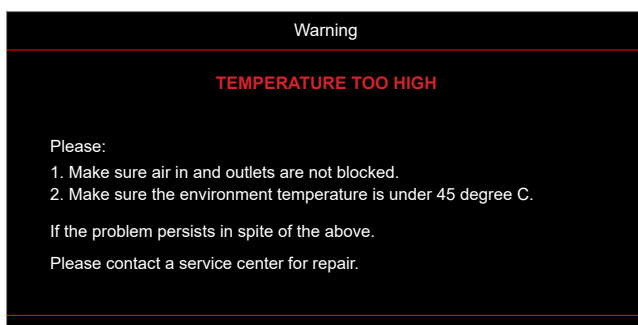 Warning
TEMPERATURE TOO HIGH
Please:
1. Make sure air in and outlets are not blocked.
2. Make sure the environment temperature is under 45 degree C.
If the problem persists in spite of the above.
Please contact a service center for repair.